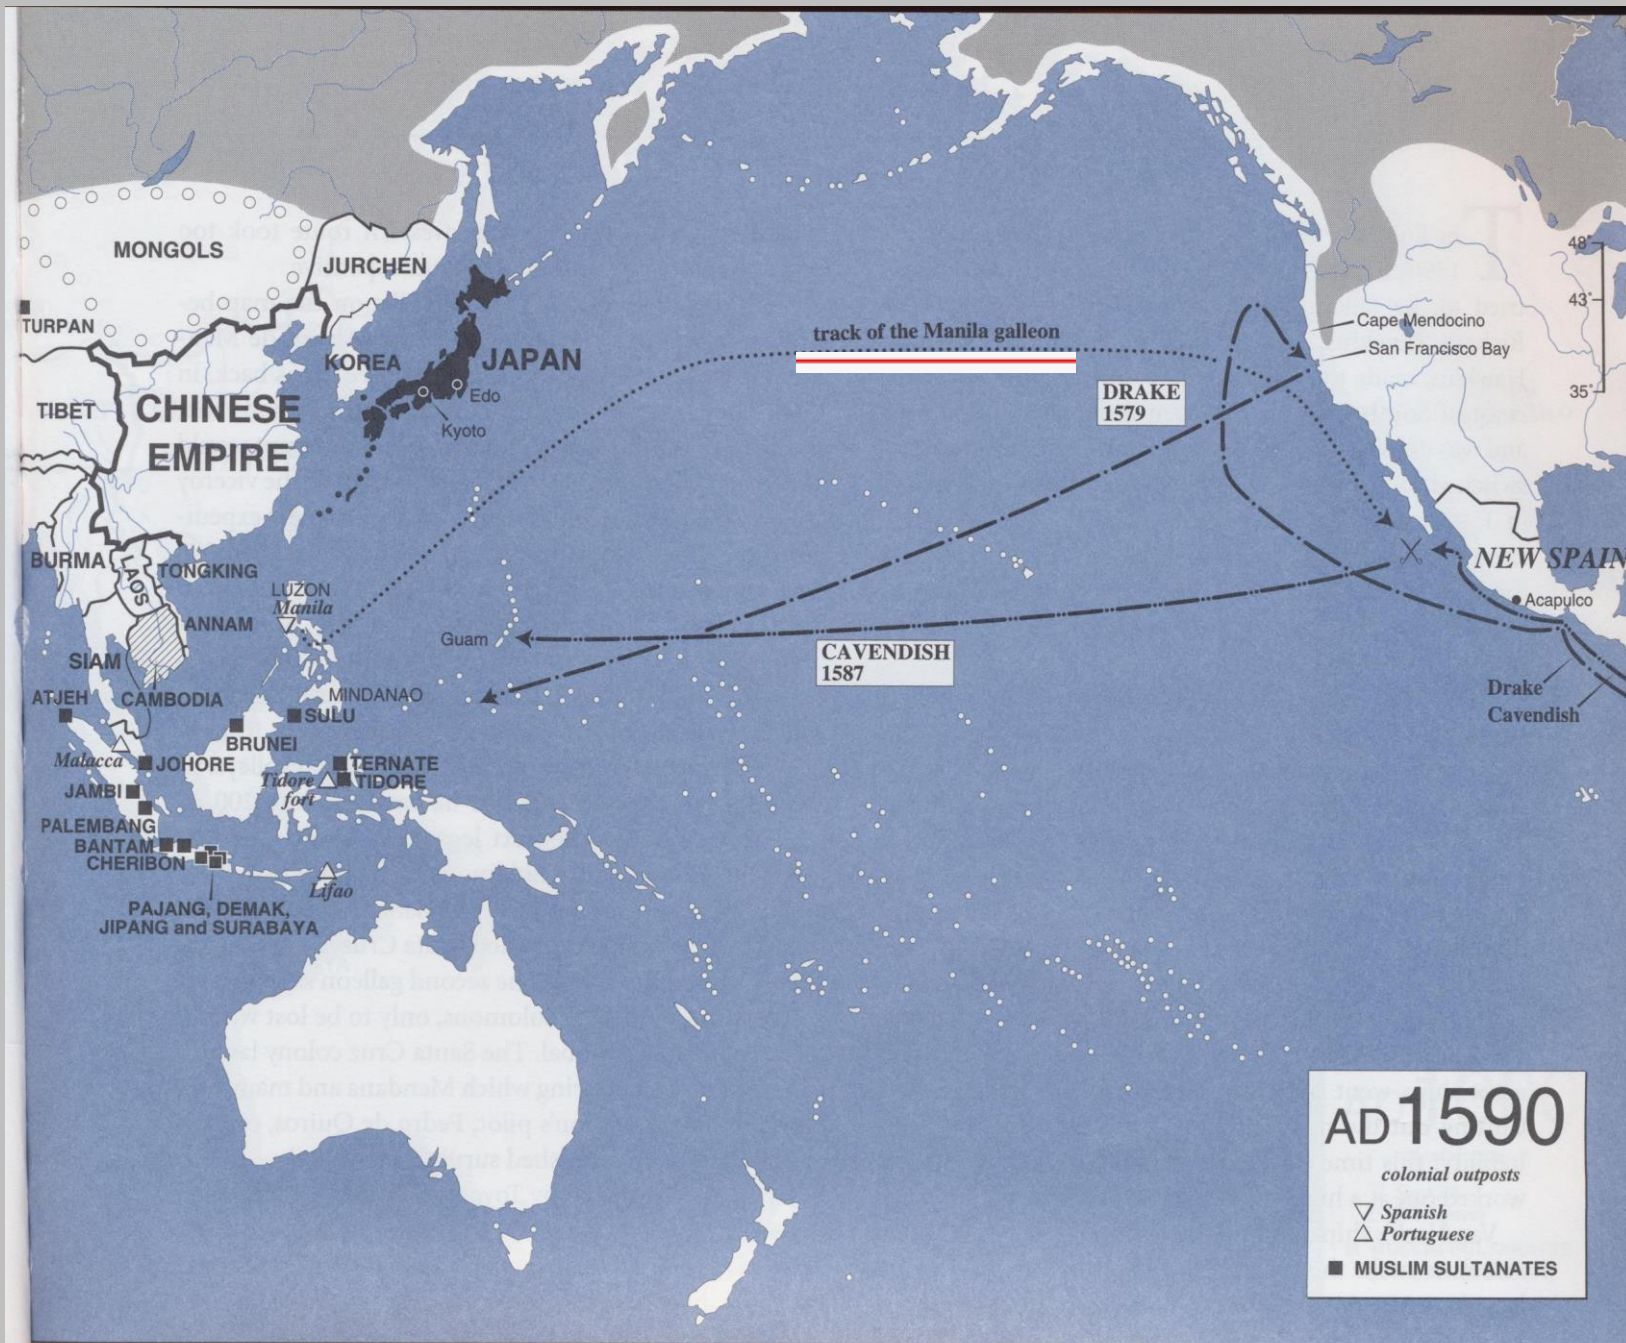 48°
MONGOLS
JURCHEN
43°
TURPAN
Cape Mendocino
track of the Manila galleon
San Francisco Bay
KOREA
JAPAN
DRAKE
1579
35°
Edo
TIBET
CHINESE
EMPIRE
Kyoto
BURMA
LAOS
TONGKING
NEW SPAIN
LUZON
Manila
Acapulco
ANNAM
Guam
CAVENDISH
1587
SIAM
CAMBODIA
MINDANAO
Drake
Cavendish
ATJEH
SULU
BRUNEI
Malacca
JOHORE
TERNATE
Tidore
fort
TIDORE
JAMBI
PALEMBANG
BANTAM
CHERIBON
Lifao
PAJANG, DEMAK,
JIPANG and SURABAYA
AD 1590
colonial outposts
Spanish
Portuguese
MUSLIM SULTANATES